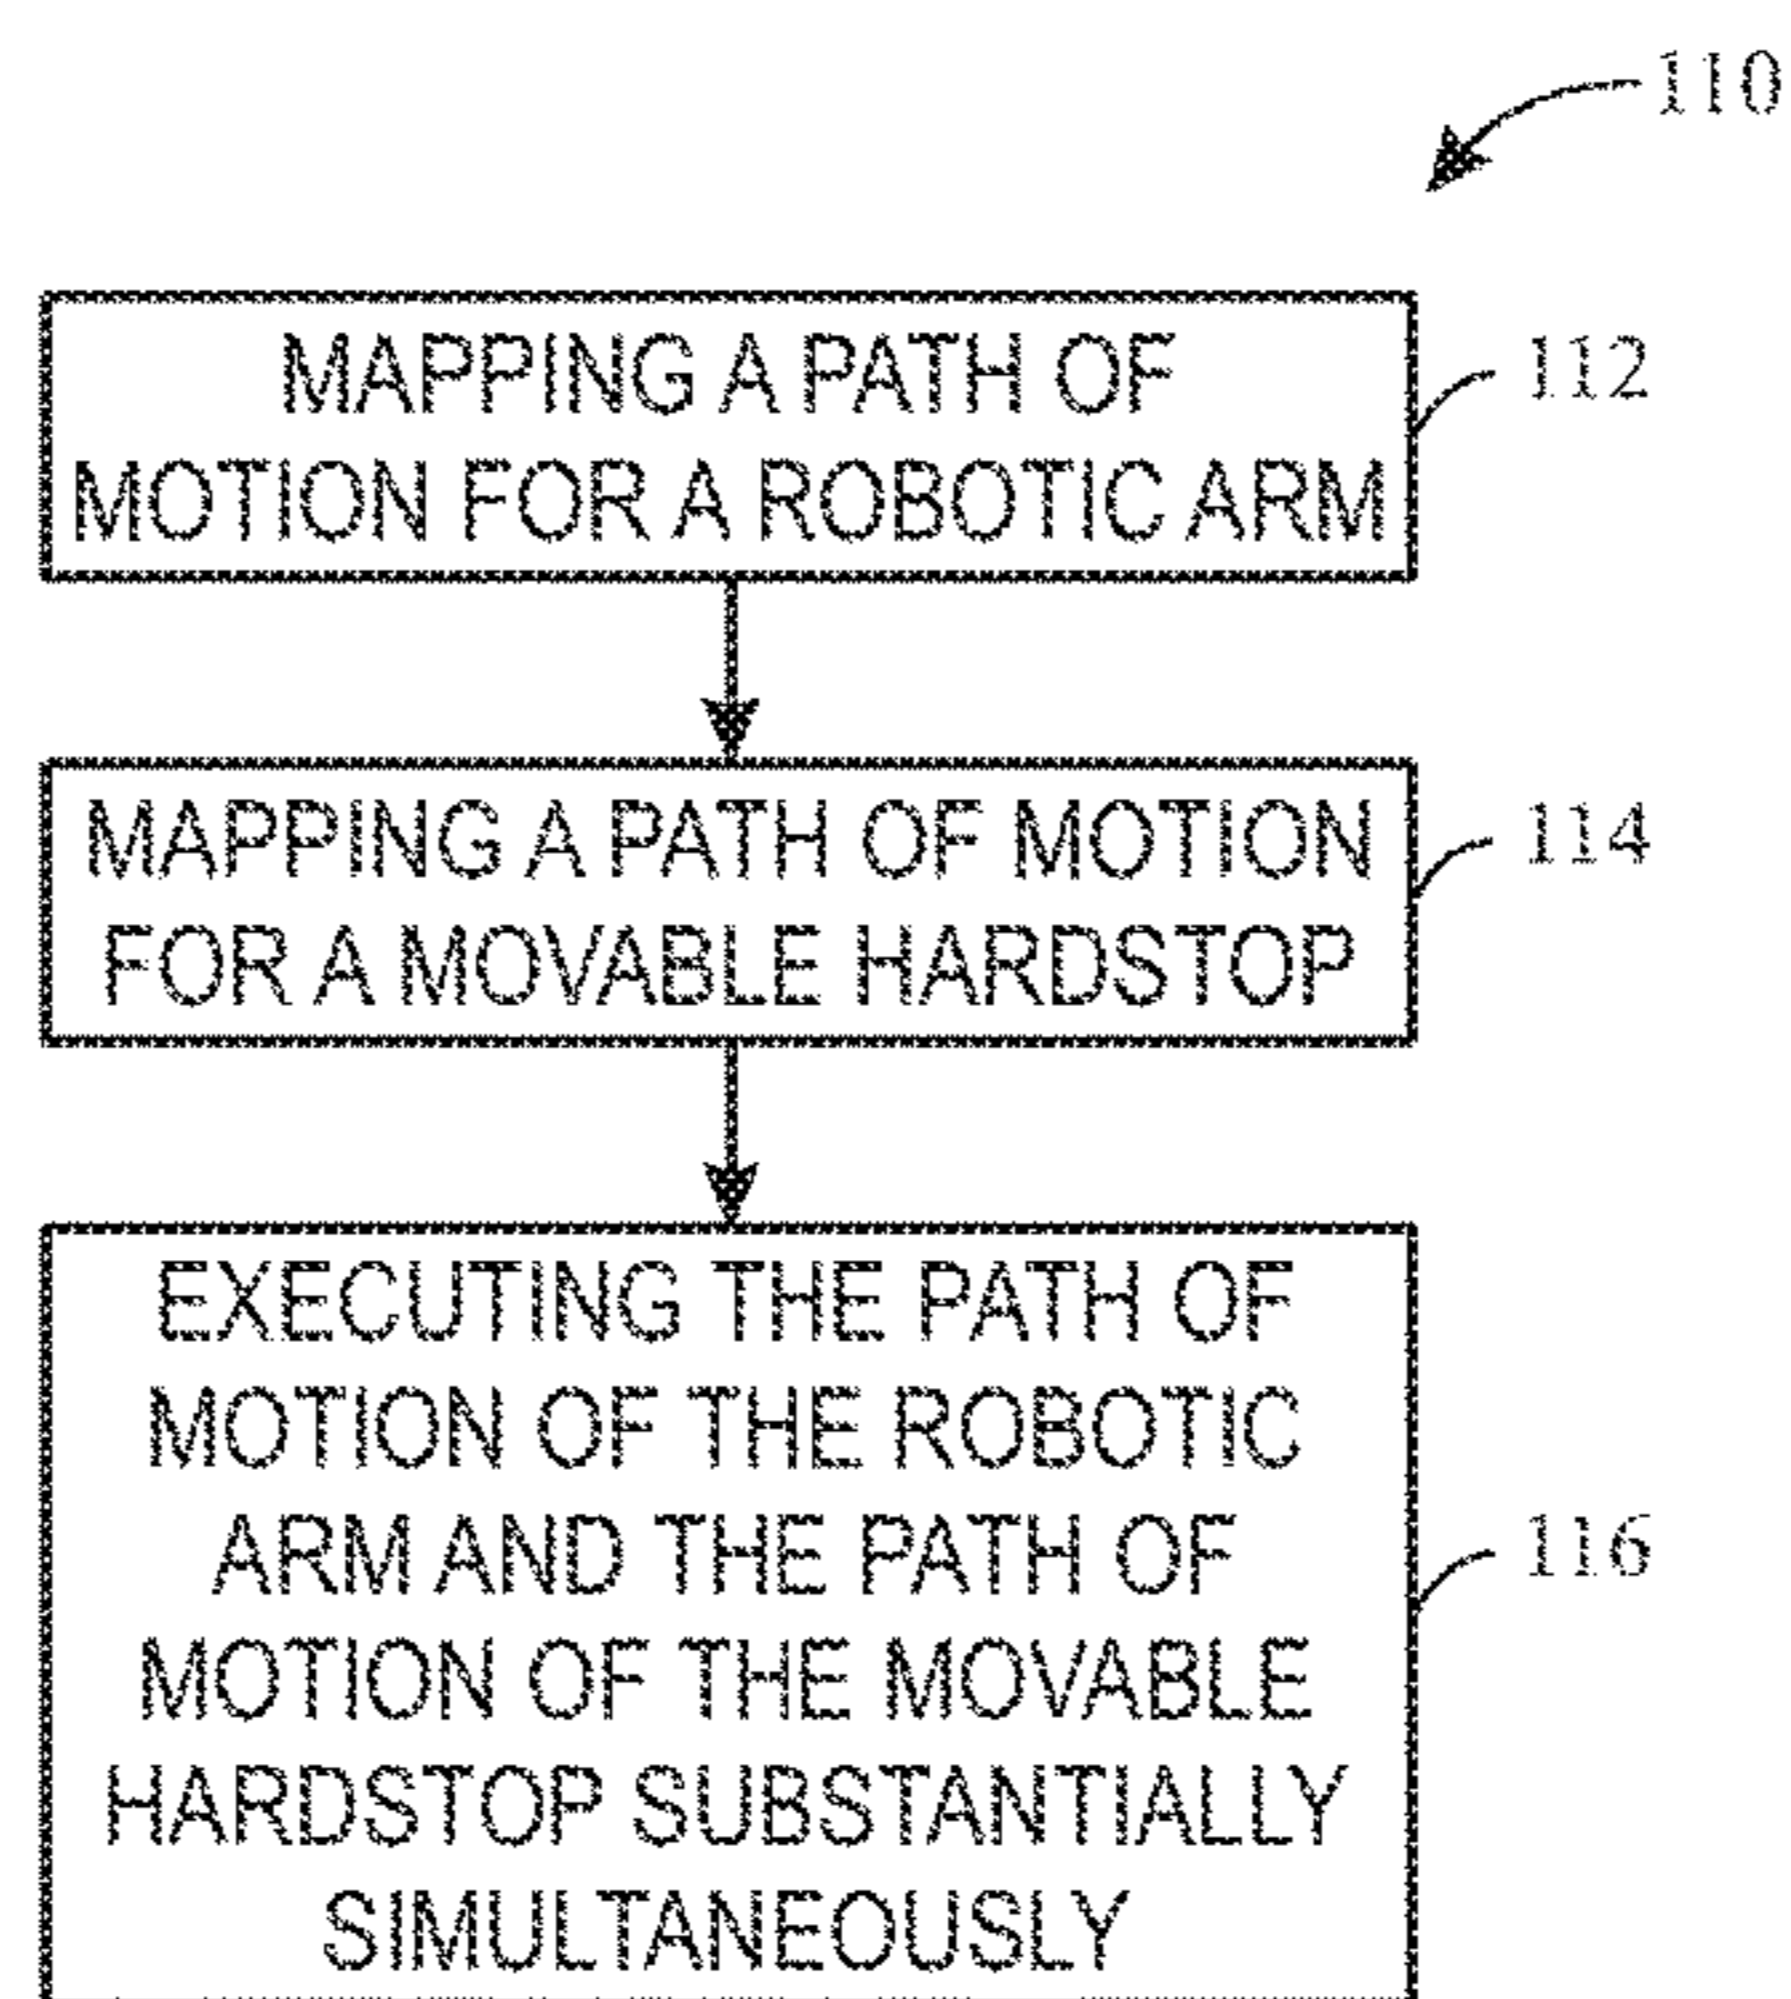 110
MAPPING A PATH OF
MOTION FOR A ROBOTIC ARM
112
MAPPING A PATH OF MOTION
FOR A MOVABLE HARDSTOP
114
EXECUTING THE PATH OF
MOTION OF THE ROBOTIC
ARM AND THE PATH OF
MOTION OF THE MOVABLE
HARDSTOP SUBSTANTIALLY
SIMULTANEOUSLY
116